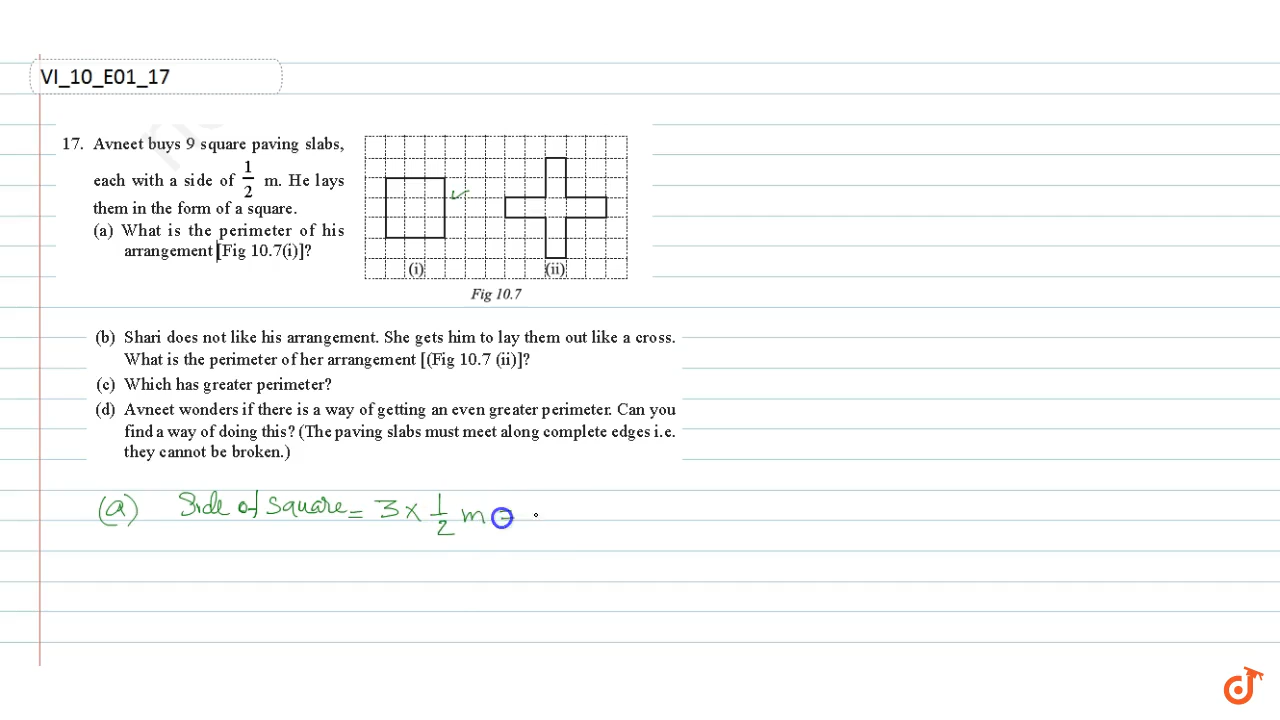 VI_10_E01_17
17. Avneet buys 9 square paving slabs,
each with a side of 1/2 m. He lays
them in the form of a square.
(a) What is the perimeter of his
arrangement [Fig 10.7(i)]?
(i) (ii)
Fig 10.7
(b) Shari does not like his arrangement. She gets him to lay them out like a cross.
What is the perimeter of her arrangement [(Fig 10.7 (ii)]?
(c) Which has greater perimeter?
(d) Avneet wonders if there is a way of getting an even greater perimeter. Can you
find a way of doing this? (The paving slabs must meet along complete edges i.e.
they cannot be broken.)
(a) Side of square = 3 × 1/2 m =